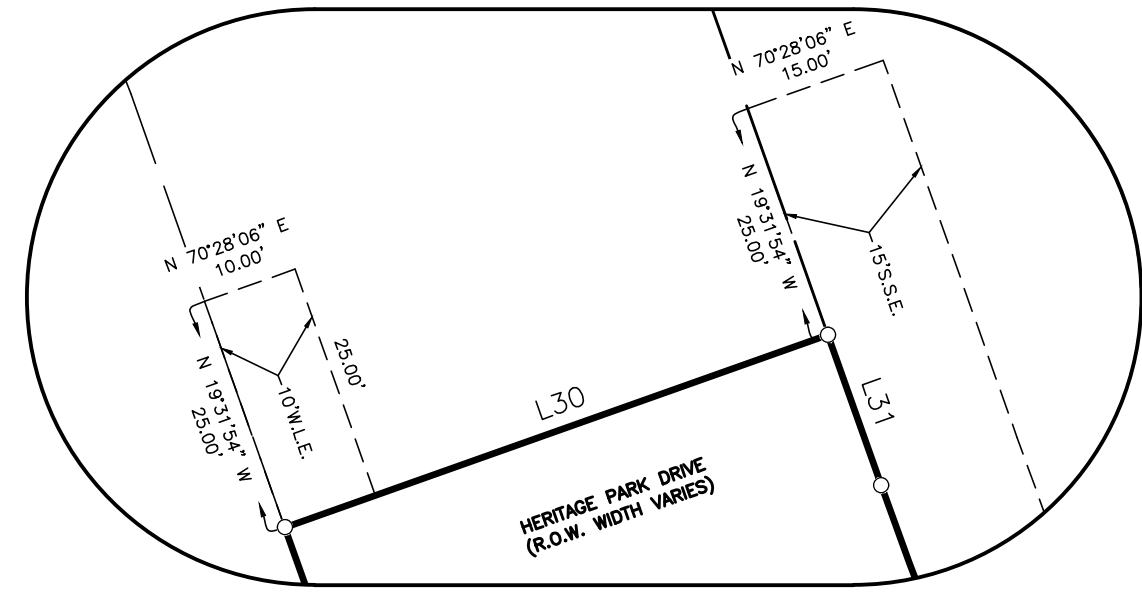 N 70°28'06" E
15.00'
N 19°31'54" W
25.00'
15'S.S.E.
N 70°28'06" E
10.00'
N 19°31'54" W
25.00'
10'W.L.E.
25.00'
L30
L31
HERITAGE PARK DRIVE
(R.O.W. WIDTH VARIES)